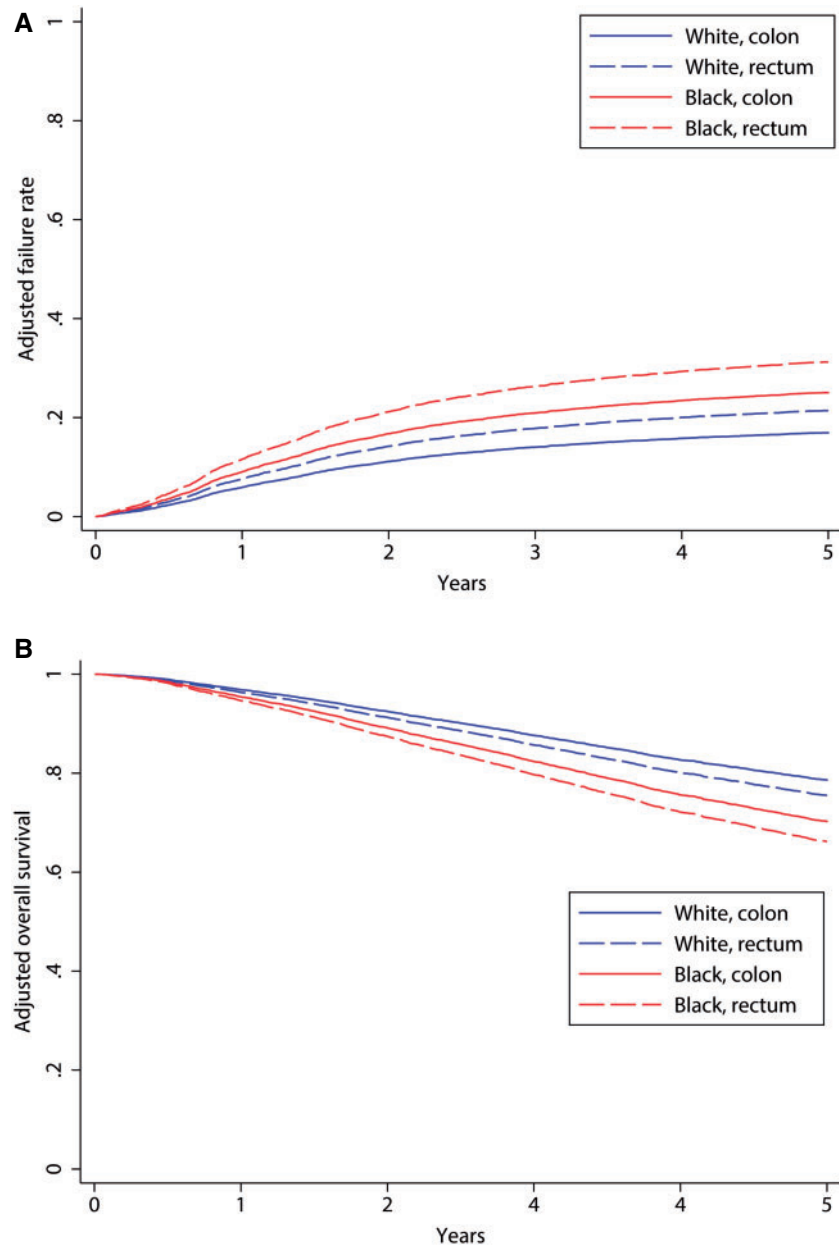 A
1
.8
.6
.4
.2
0
Adjusted failure rate
White, colon
White, rectum
Black, colon
Black, rectum
0 1 2 3 4 5
Years
B
1
.8
.6
.4
.2
0
Adjusted overall survival
White, colon
White, rectum
Black, colon
Black, rectum
0 1 2 4 4 5
Years